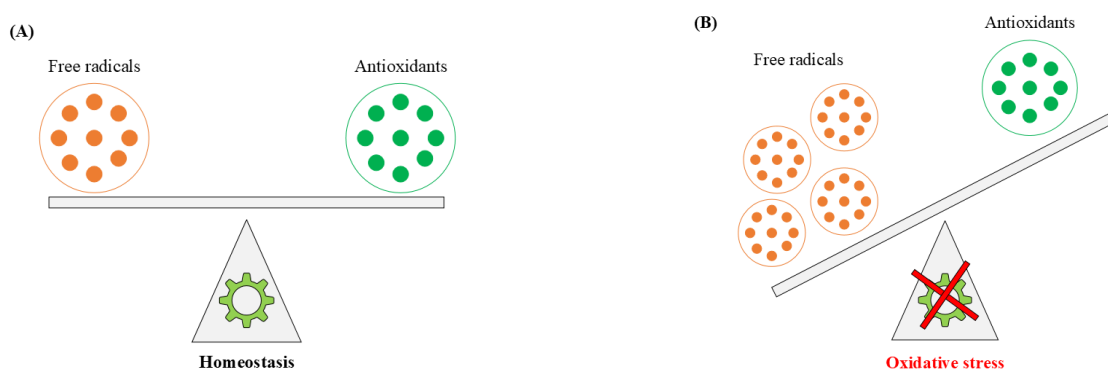 (A)
Free radicals
Antioxidants
Homeostasis
(B)
Antioxidants
Free radicals
Oxidative stress